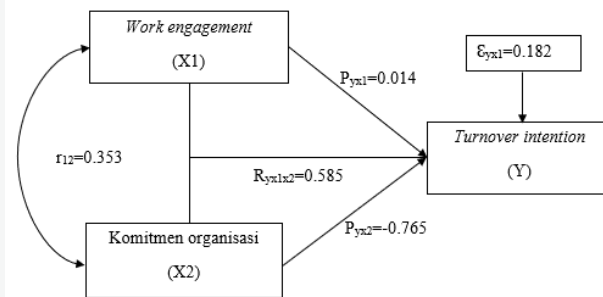 Work engagement
(X1)
Ɛyx1=0.182
Pyx1=0.014
Turnover intention
(Y)
r12=0.353
Ryx1x2=0.585
Komitmen organisasi
(X2)
Pyx2=-0.765